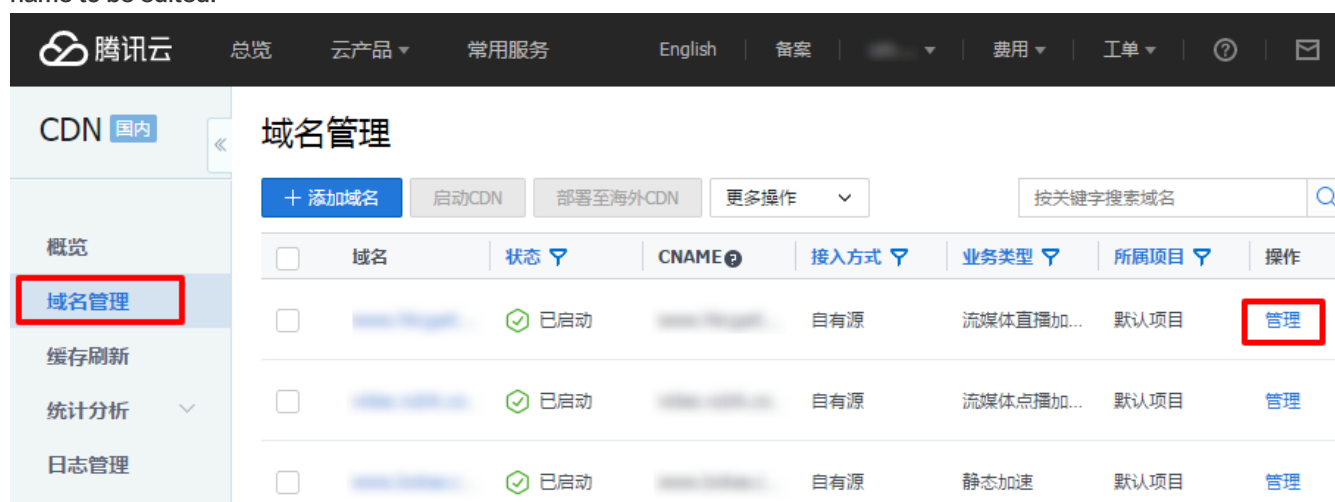 name to be edited.
腾讯云 总览 云产品 常用服务 English 备案 费用 工单
CDN 国内
域名管理
+ 添加域名 启动CDN 部署至海外CDN 更多操作 按关键字搜索域名
概览
域名管理
缓存刷新
统计分析
日志管理
域名 状态 CNAME 接入方式 业务类型 所属项目 操作
已启动 自有源 流媒体直播加... 默认项目 管理
已启动 自有源 流媒体点播加... 默认项目 管理
已启动 自有源 静态加速 默认项目 管理